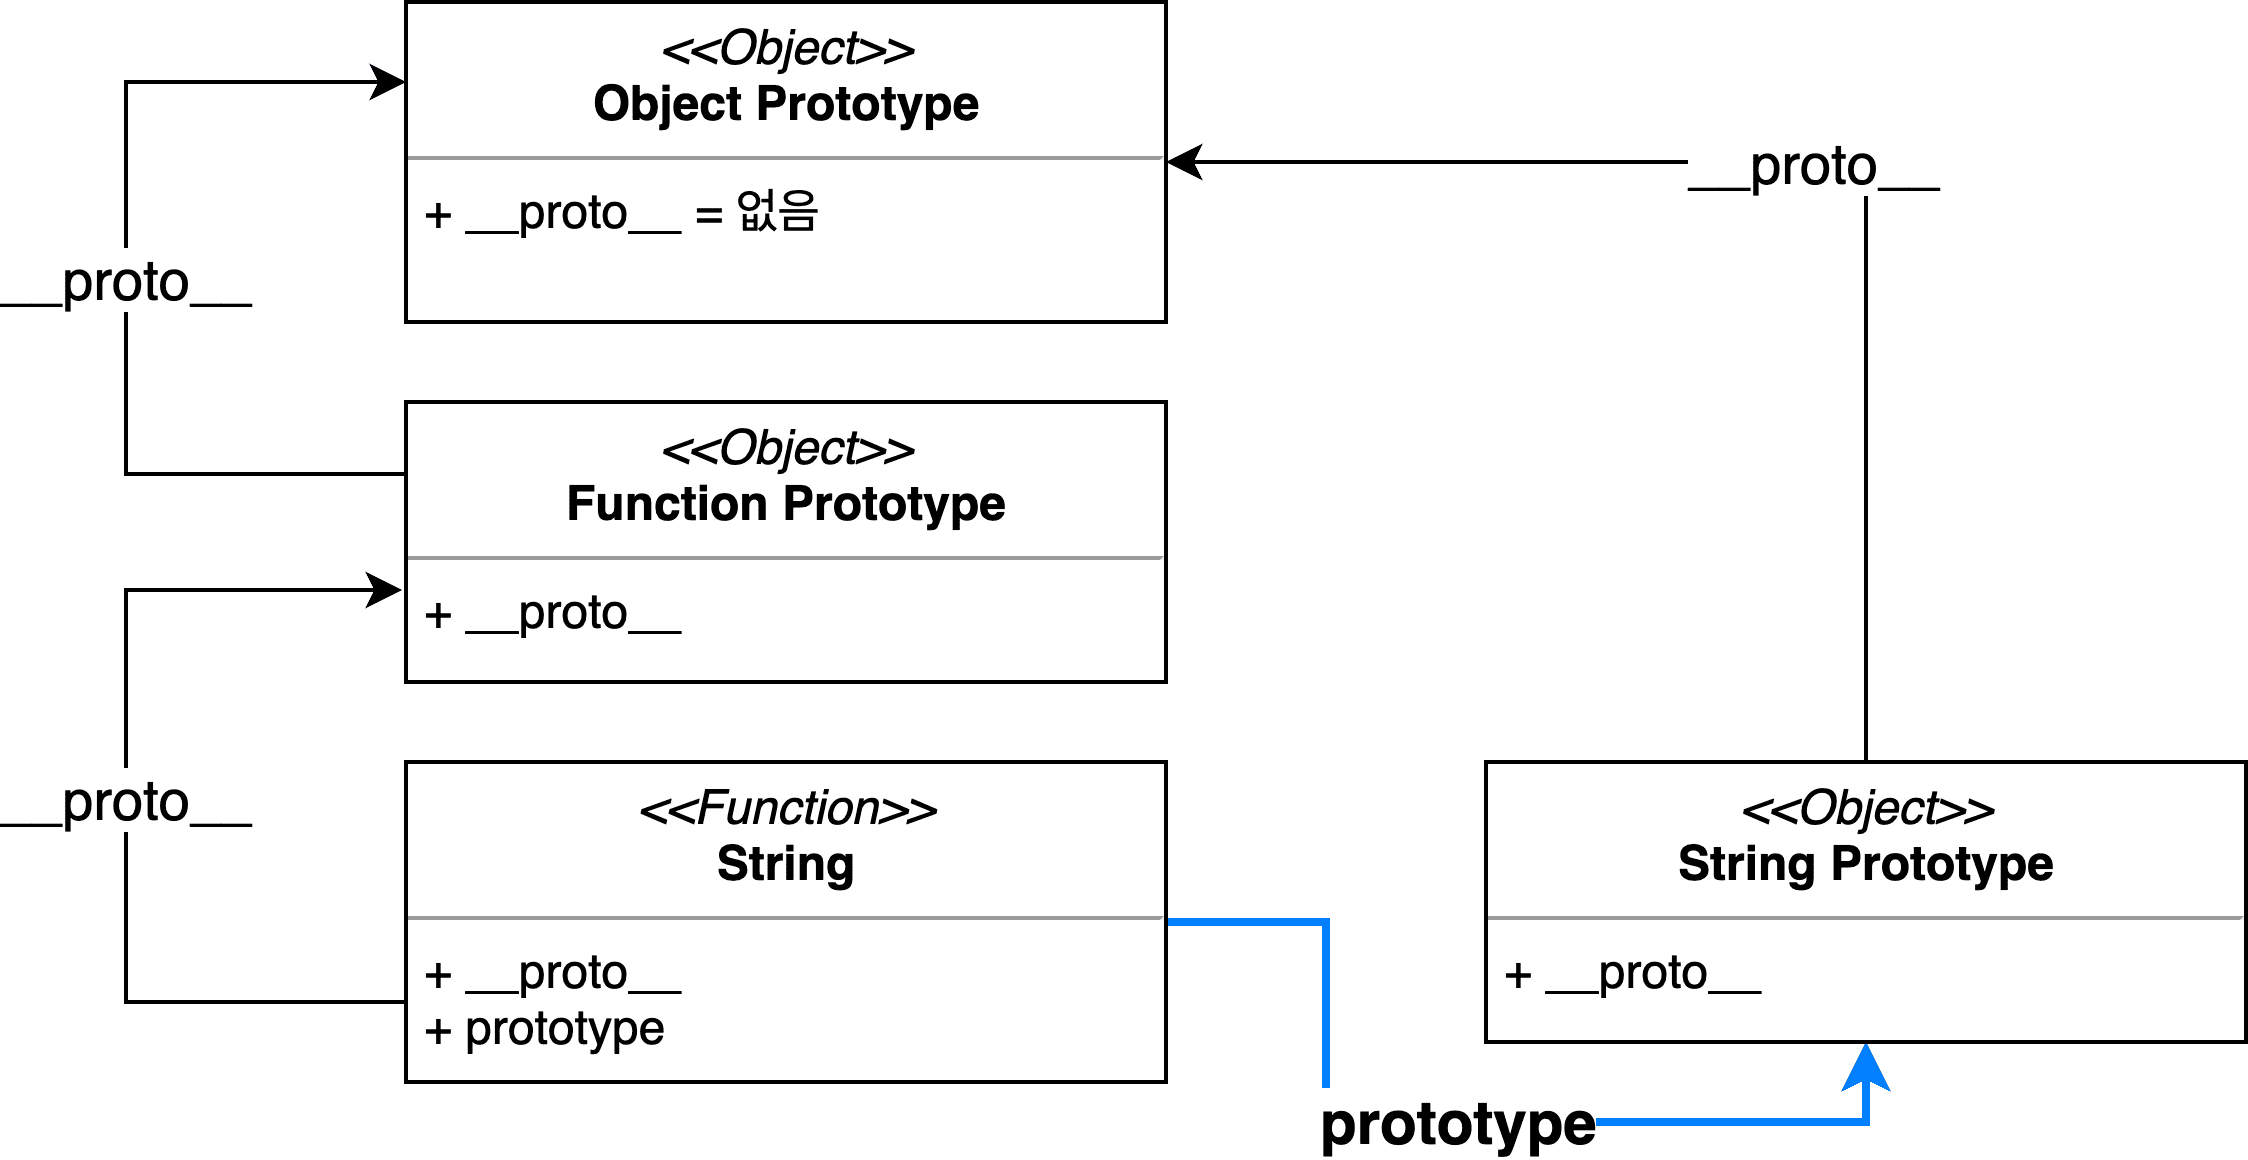 <<Object>>
Object Prototype
+ __proto__ = 없음
__proto__
__proto__
<<Object>>
Function Prototype
+ __proto__
__proto__
<<Function>>
String
+ __proto__
+ prototype
<<Object>>
String Prototype
+ __proto__
prototype